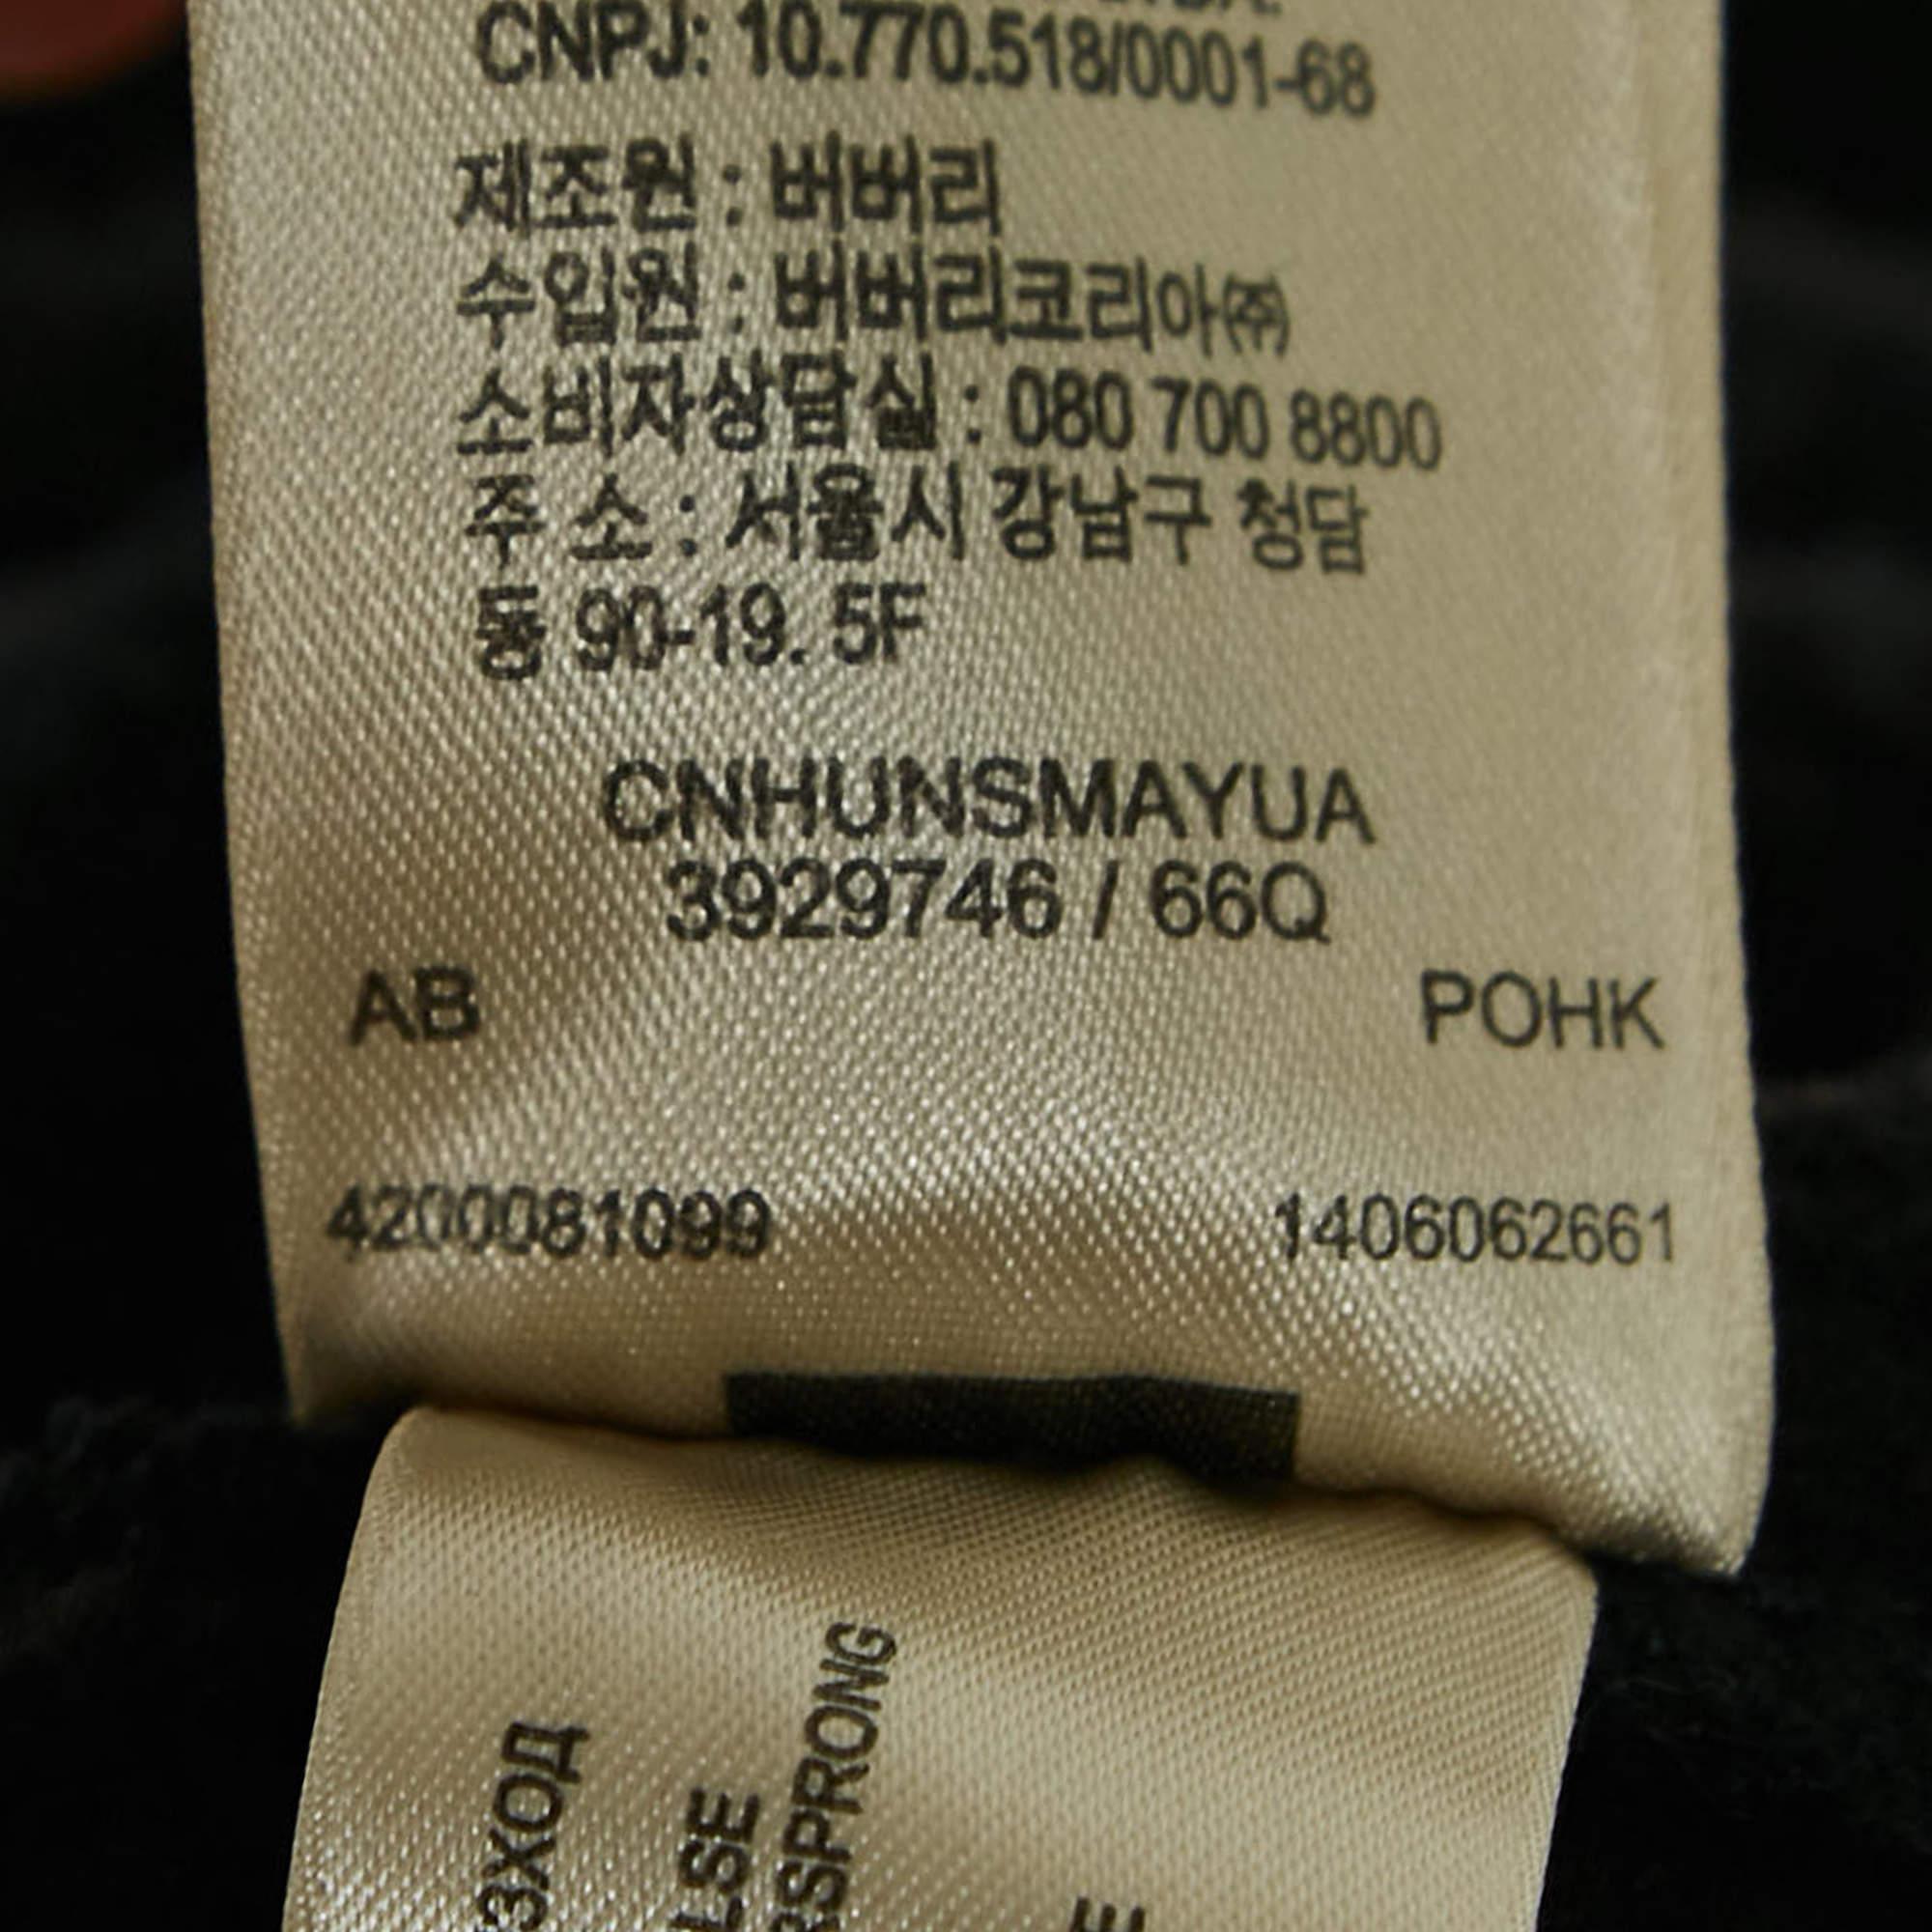 CNPJ: 10.770.518/0001-68
제조원 : 버버리
수입원 : 버버리코리아㈜
소비자상담실 : 080 700 8800
주 소 : 서울시 강남구 청담
동 90-19. 5F
CNHUNSMAYUA
3929746 / 66Q
AB POHK
4200081099 1406062661